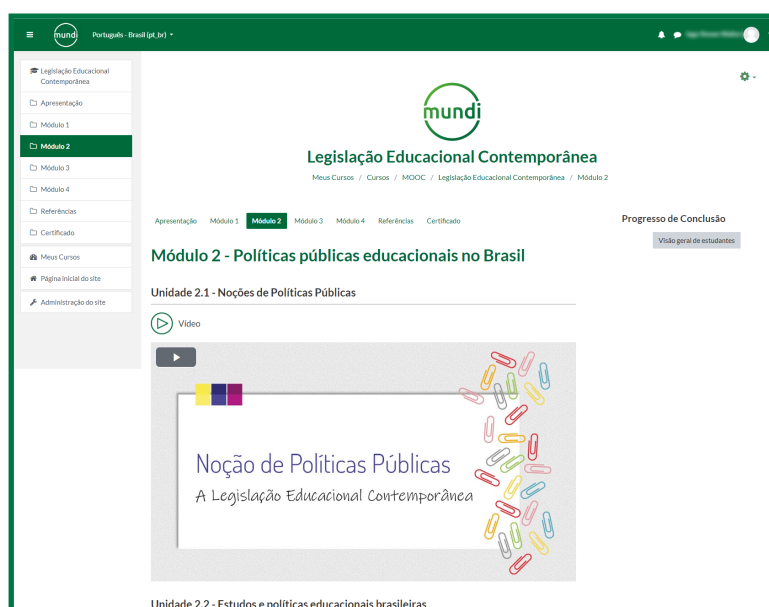 mundi
Português - Brasil (pt_br)
Legislação Educacional
Contemporânea
Apresentação
Módulo 1
Módulo 2
Módulo 3
Módulo 4
Referências
Certificado
Meus Cursos
Página inicial do site
Administração do site
mundi
Legislação Educacional Contemporânea
Meus Cursos / Cursos / MOOC / Legislação Educacional Contemporânea / Módulo 2
Apresentação Módulo 1 Módulo 2 Módulo 3 Módulo 4 Referências Certificado
Progresso de Conclusão
Visão geral de estudantes
Módulo 2 - Políticas públicas educacionais no Brasil
Unidade 2.1 - Noções de Políticas Públicas
Vídeo
Noção de Políticas Públicas
A Legislação Educacional Contemporânea
Unidade 2.2 - Estudos e políticas educacionais brasileiras